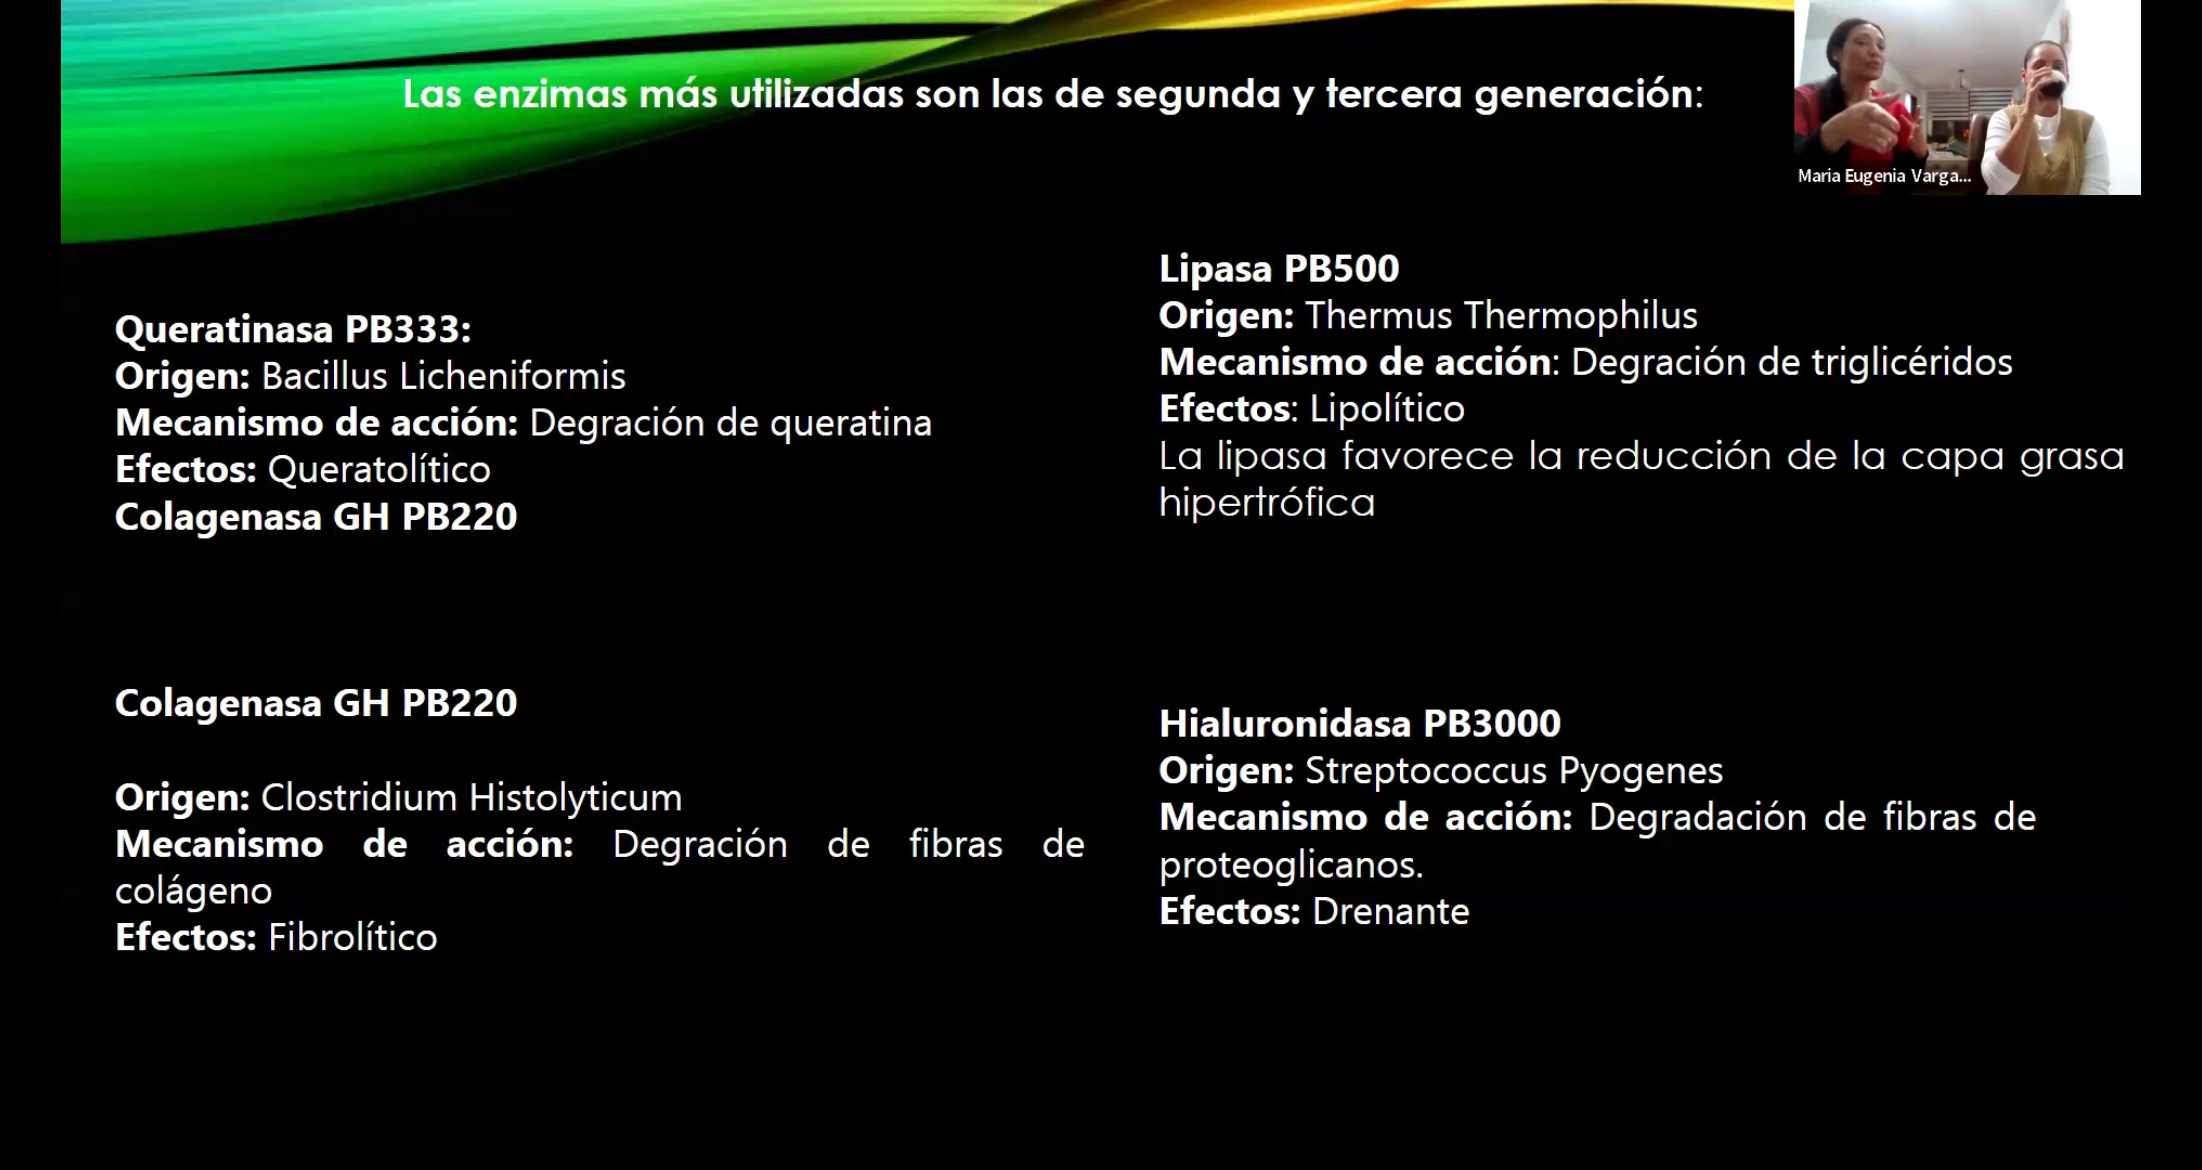 Las enzimas más utilizadas son las de segunda y tercera generación:
Maria Eugenia Varga...
Queratinasa PB333:
Origen: Bacillus Licheniformis
Mecanismo de acción: Degración de queratina
Efectos: Queratolítico
Colagenasa GH PB220
Lipasa PB500
Origen: Thermus Thermophilus
Mecanismo de acción: Degración de triglicéridos
Efectos: Lipolítico
La lipasa favorece la reducción de la capa grasa
hipertrófica
Colagenasa GH PB220
Origen: Clostridium Histolyticum
Mecanismo de acción: Degración de fibras de
colágeno
Efectos: Fibrolítico
Hialuronidasa PB3000
Origen: Streptococcus Pyogenes
Mecanismo de acción: Degradación de fibras de
proteoglicanos.
Efectos: Drenante